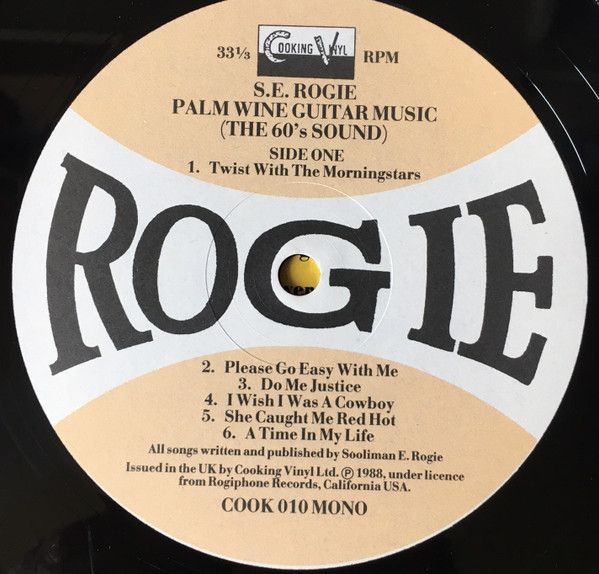 33⅓ COOKING VINYL RPM
S.E. ROGIE
PALM WINE GUITAR MUSIC
(THE 60's SOUND)
SIDE ONE
1. Twist With The Morningstars
ROGIE
2. Please Go Easy With Me
3. Do Me Justice
4. I Wish I Was A Cowboy
5. She Caught Me Red Hot
6. A Time In My Life
All songs written and published by Sooliman E. Rogie
Issued in the UK by Cooking Vinyl Ltd. ℗ 1988, under licence
from Rogiphone Records, California USA.
COOK 010 MONO